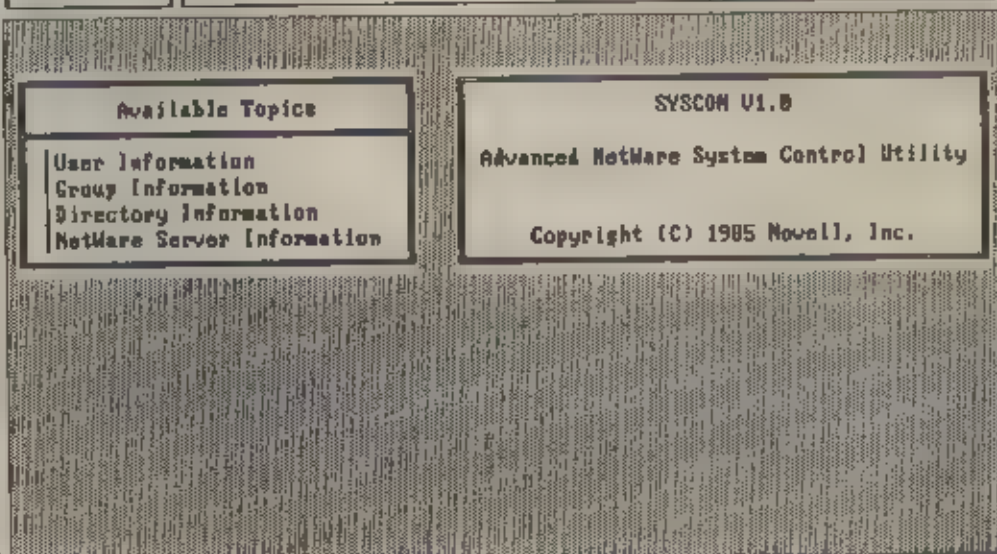 Available Topics
User Information
Group Information
Directory Information
NetWare Server Information
SYSCON V1.0
Advanced NetWare System Control Utility
Copyright (C) 1985 Novell, Inc.